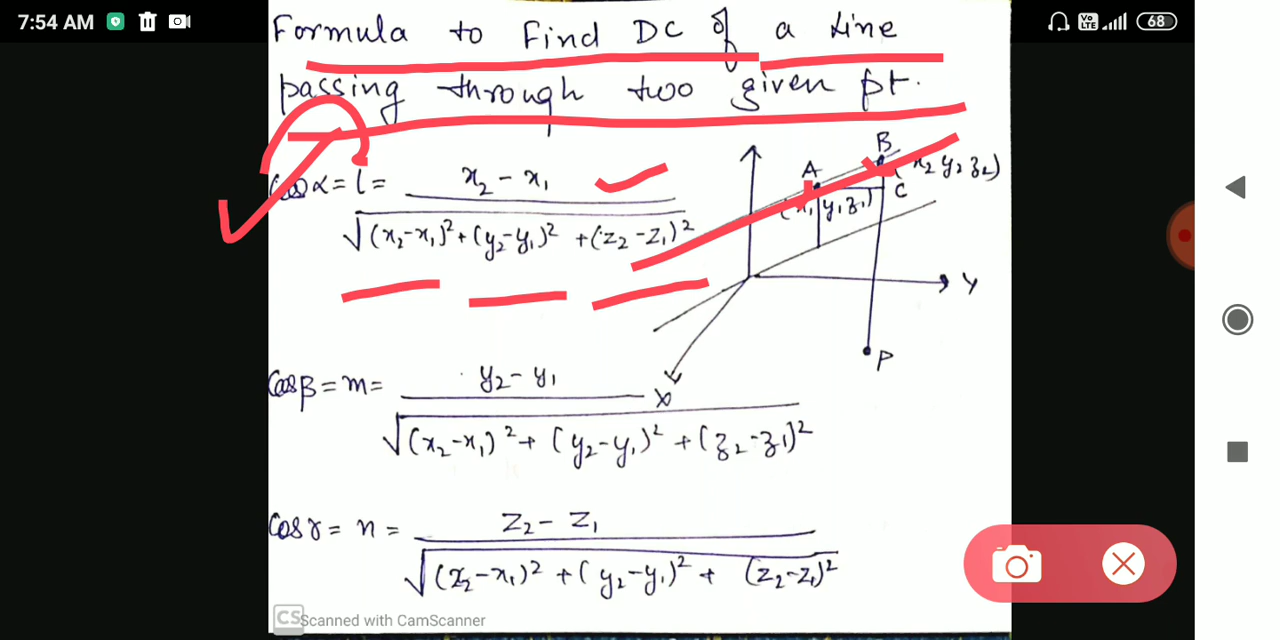 7:54 AM
Vo LTE
68
Formula to Find DC of a Line
passing through two given pt.
Cos α = l = x₂ - x₁
√(x₂-x₁)² + (y₂-y₁)² + (z₂-z₁)²
A
(x₁ y₁ z₁)
B
x₂ y₂ z₂)
C
Y
X
P
Cos β = m = y₂ - y₁
√(x₂-x₁)² + (y₂-y₁)² + (z₂-z₁)²
Cos γ = n = z₂ - z₁
√(x₂-x₁)² + (y₂-y₁)² + (z₂-z₁)²
CS Scanned with CamScanner